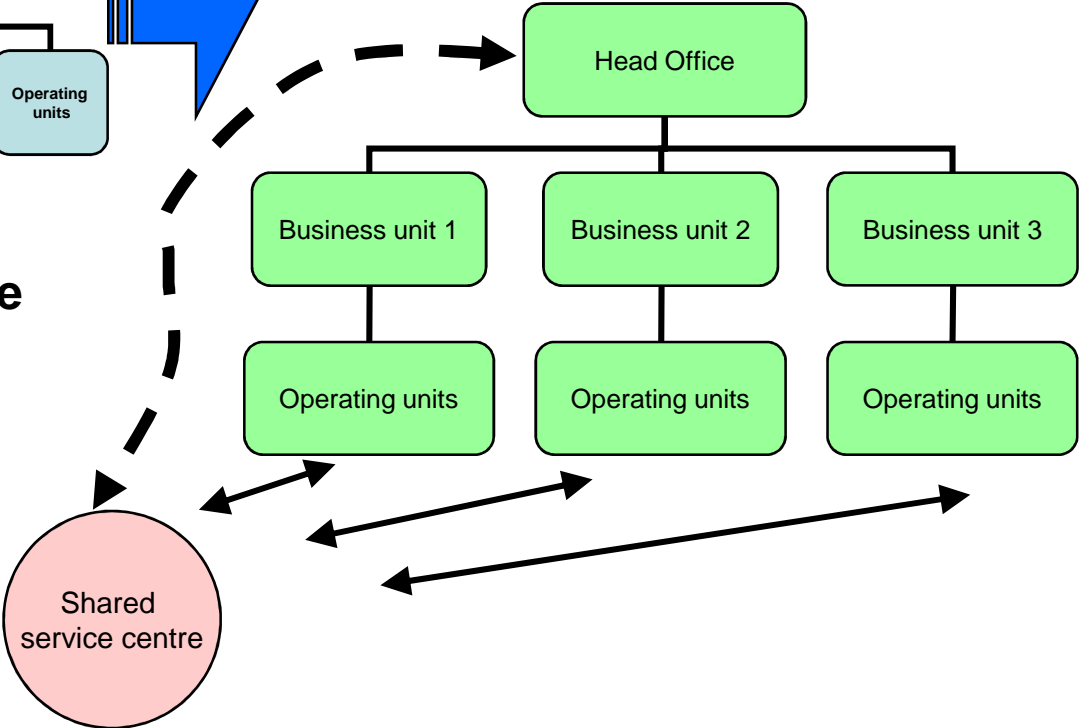 Operating
units
Head Office
Business unit 1
Business unit 2
Business unit 3
e
Operating units
Operating units
Operating units
Shared
service centre